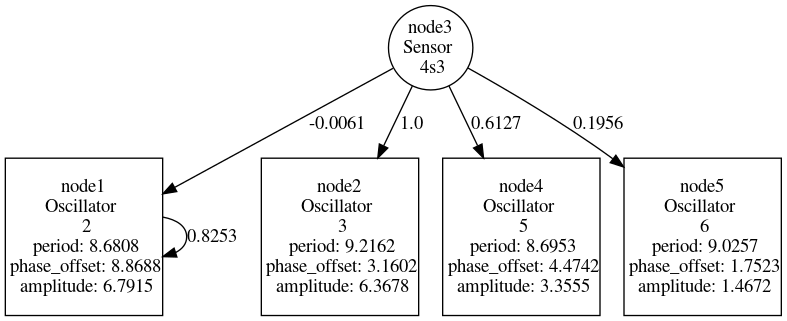 node3
Sensor
4s3
-0.0061
1.0
0.6127
0.1956
node1
Oscillator
2
period: 8.6808
phase_offset: 8.8688
amplitude: 6.7915
0.8253
node2
Oscillator
3
period: 9.2162
phase_offset: 3.1602
amplitude: 6.3678
node4
Oscillator
5
period: 8.6953
phase_offset: 4.4742
amplitude: 3.3555
node5
Oscillator
6
period: 9.0257
phase_offset: 1.7523
amplitude: 1.4672